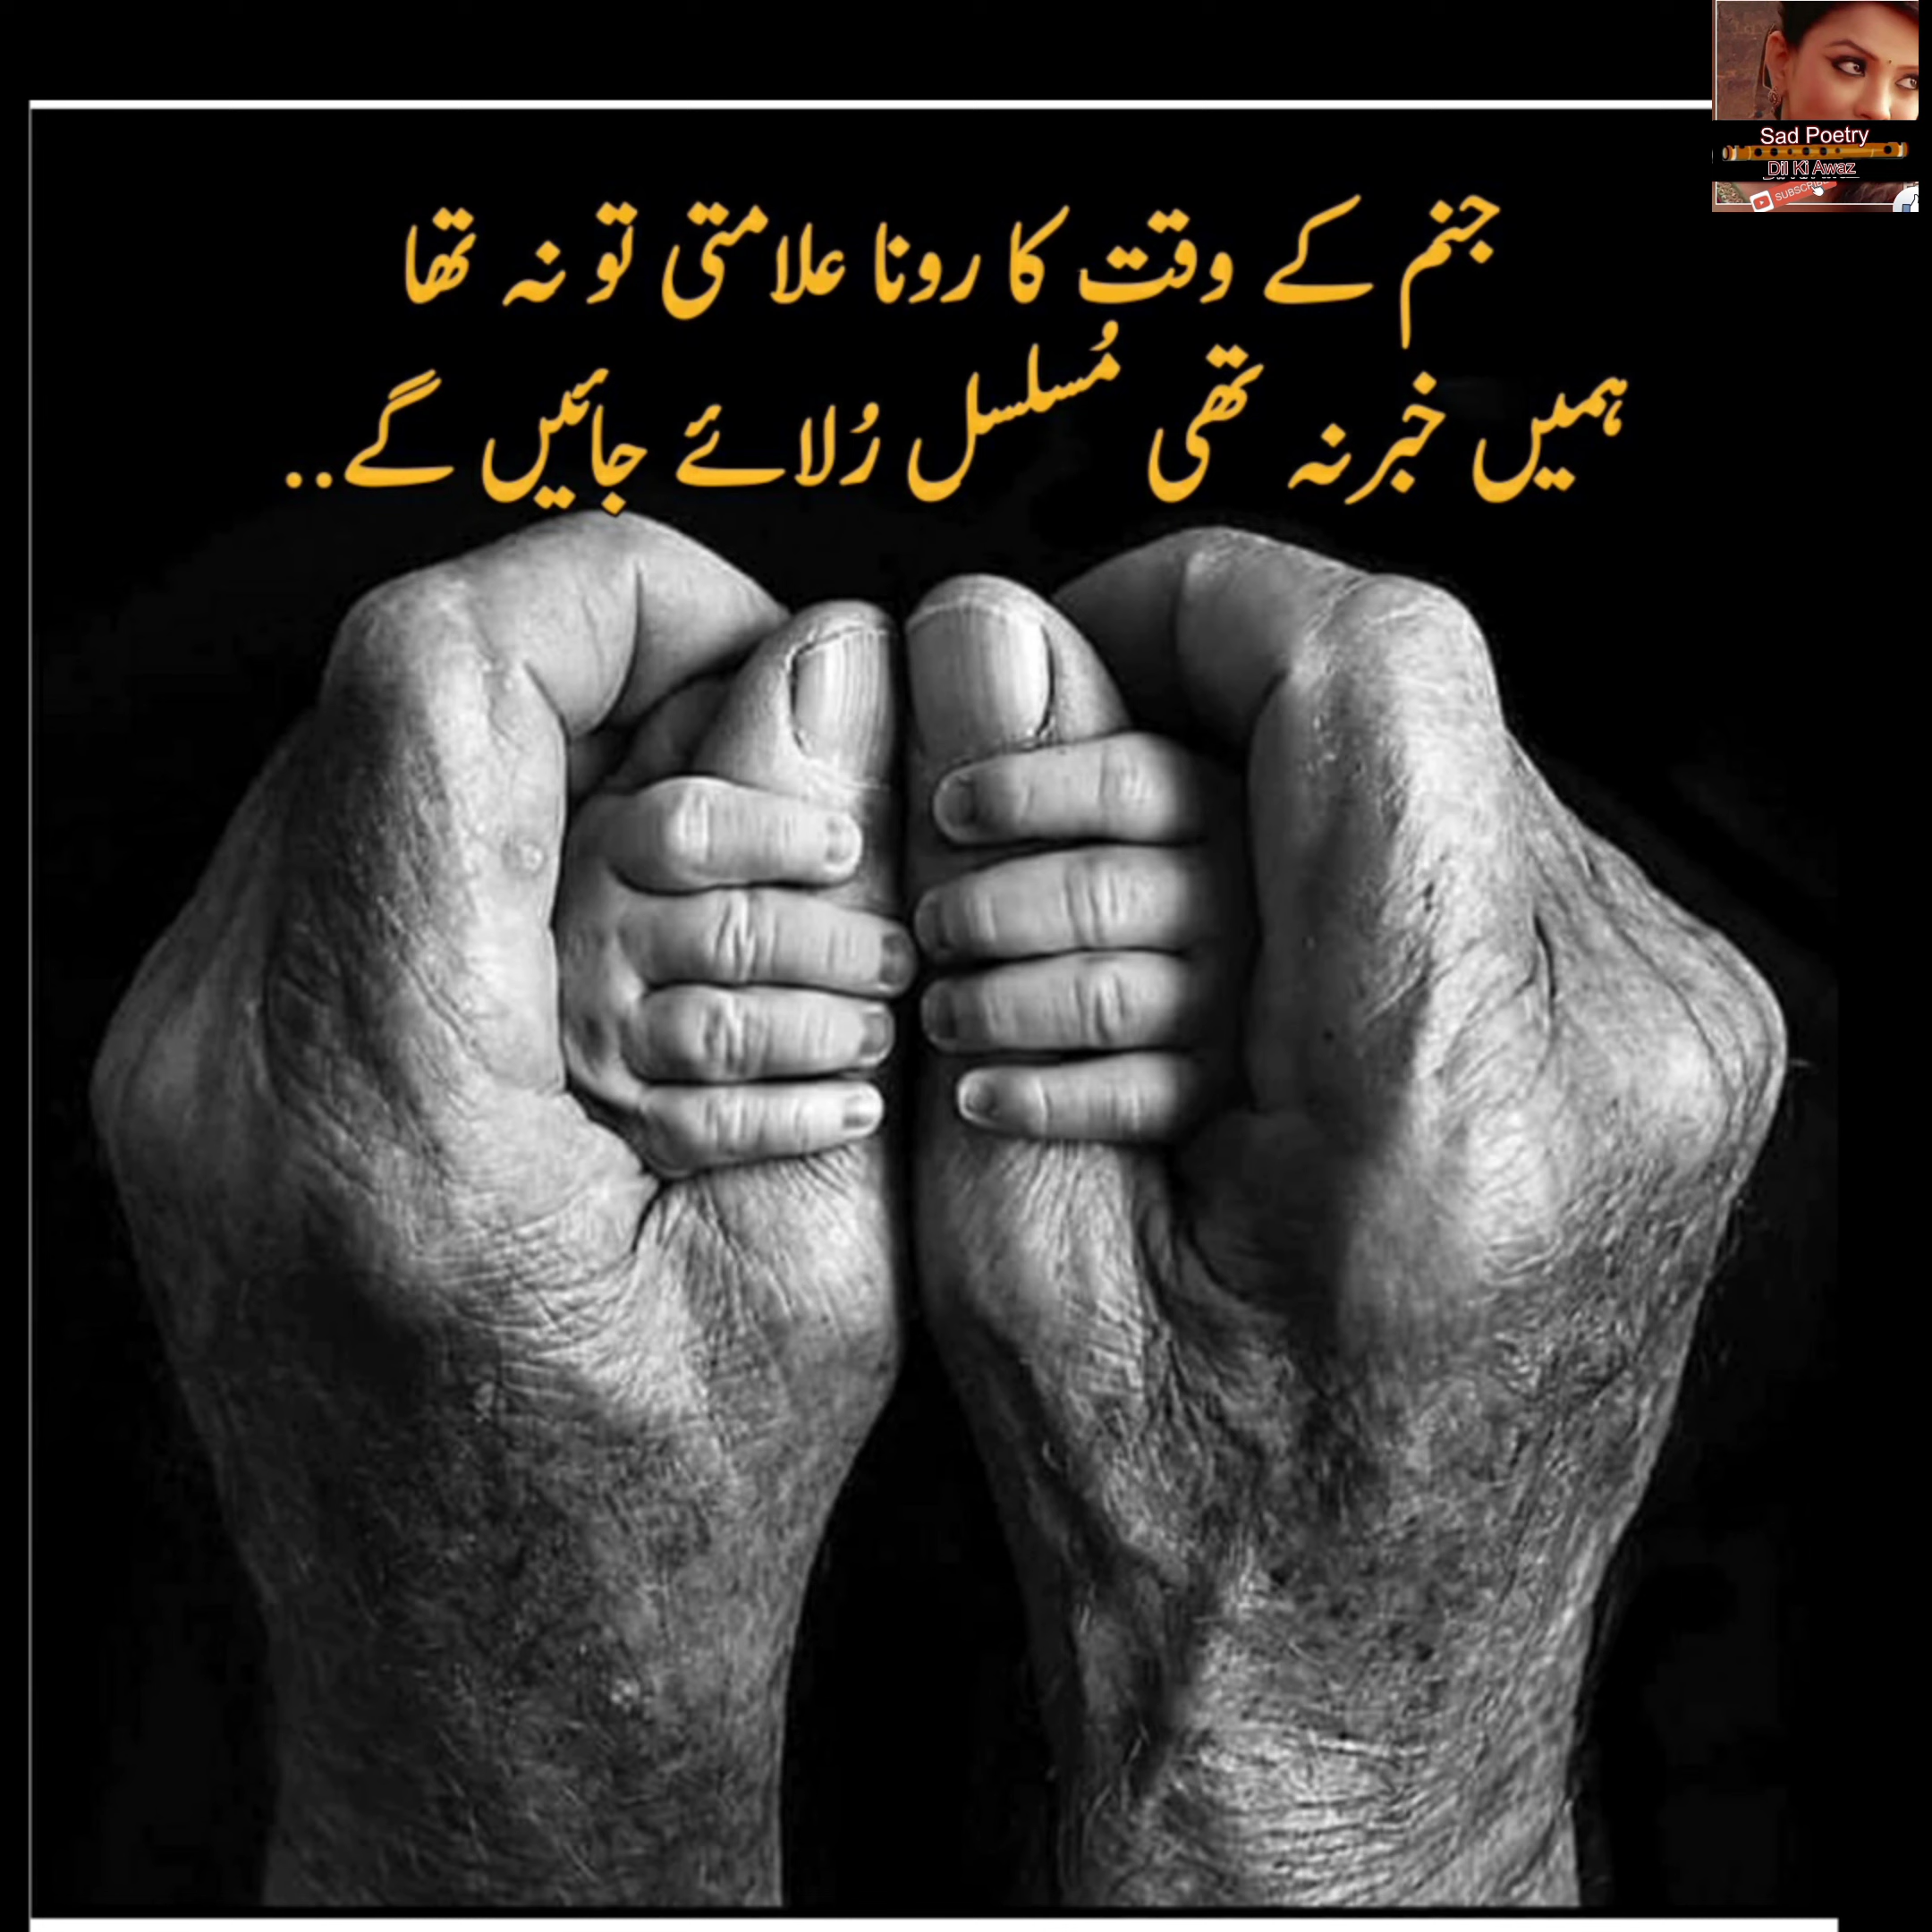 Sad Poetry
Dil Ki Awaz
SUBSCRIBE
جنم کے وقت کا رونا علامتی تو نہ تھا
ہمیں خبر نہ تھی مُسلسل رُلائے جائیں گے..